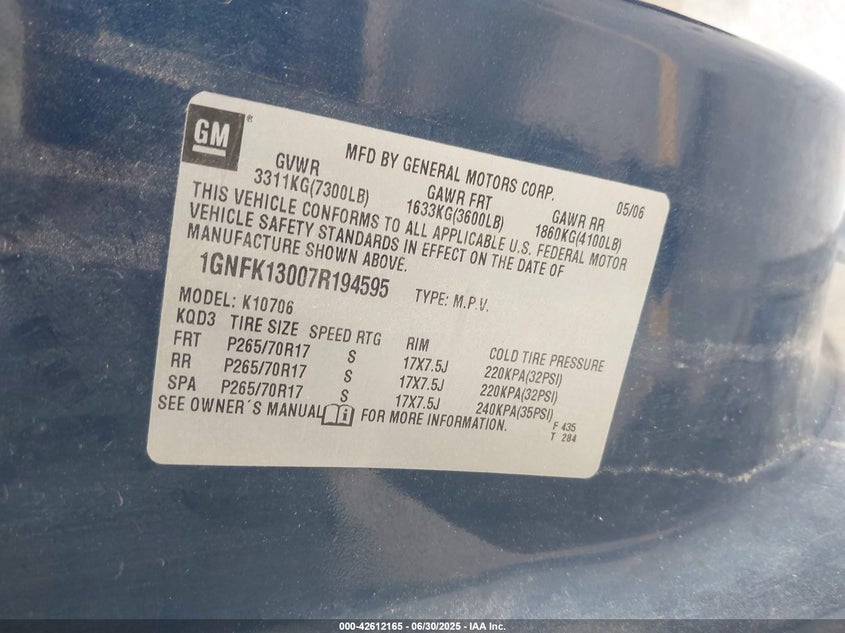 GM
MFD BY GENERAL MOTORS CORP. 05/06
GVWR GAWR FRT GAWR RR
3311KG(7300LB) 1633KG(3600LB) 1860KG(4100LB)
THIS VEHICLE CONFORMS TO ALL APPLICABLE U.S. FEDERAL MOTOR
VEHICLE SAFETY STANDARDS IN EFFECT ON THE DATE OF
MANUFACTURE SHOWN ABOVE.
1GNFK13007R194595 TYPE: M.P.V.
MODEL: K10706
KQD3 TIRE SIZE SPEED RTG RIM COLD TIRE PRESSURE
FRT P265/70R17 S 17X7.5J 220KPA(32PSI)
RR P265/70R17 S 17X7.5J 220KPA(32PSI)
SPA P265/70R17 S 17X7.5J 240KPA(35PSI)
SEE OWNER´S MANUAL FOR MORE INFORMATION.
F 435
T 284
000-42612165 - 06/30/2025 - IAA Inc.